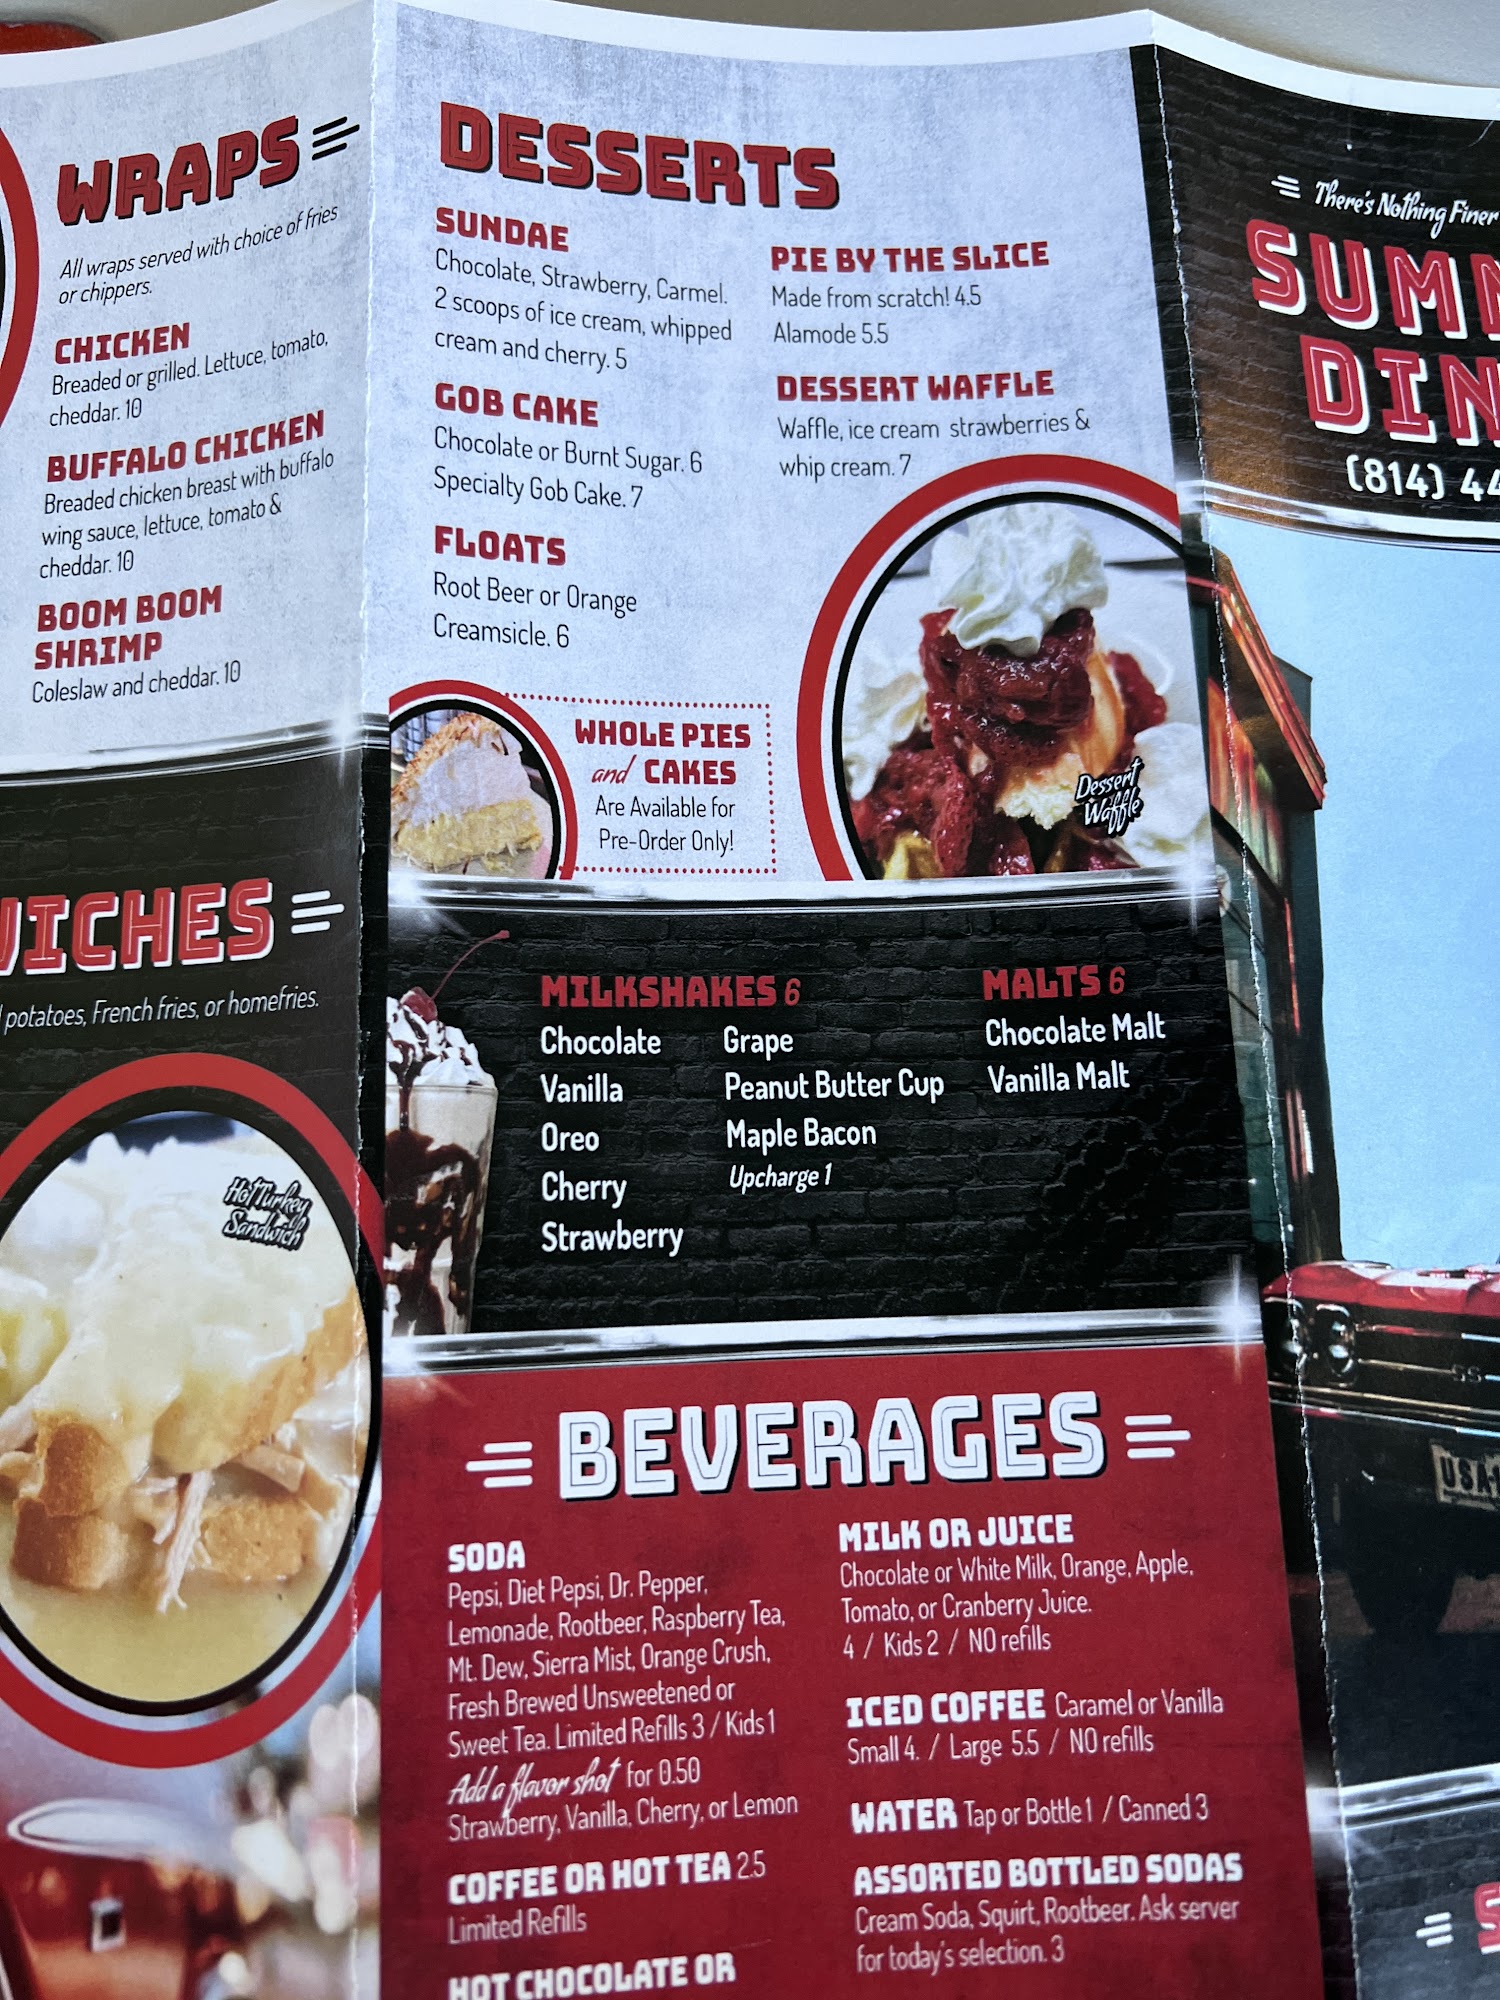 WRAPS
All wraps served with choice of fries
or chippers.
CHICKEN
Breaded or grilled. Lettuce, tomato,
cheddar. 10
BUFFALO CHICKEN
Breaded chicken breast with buffalo
wing sauce, lettuce, tomato &
cheddar. 10
BOOM BOOM
SHRIMP
Coleslaw and cheddar. 10
WICHES
potatoes, French fries, or homefries.
Hot Turkey
Sandwich
DESSERTS
SUNDAE
Chocolate, Strawberry, Carmel.
2 scoops of ice cream, whipped
cream and cherry. 5
GOB CAKE
Chocolate or Burnt Sugar. 6
Specialty Gob Cake. 7
FLOATS
Root Beer or Orange
Creamsicle. 6
PIE BY THE SLICE
Made from scratch! 4.5
Alamode 5.5
DESSERT WAFFLE
Waffle, ice cream strawberries &
whip cream. 7
WHOLE PIES
and CAKES
Are Available for
Pre-Order Only!
Dessert
Waffle
MILKSHAKES 6
Chocolate
Vanilla
Oreo
Cherry
Strawberry
Grape
Peanut Butter Cup
Maple Bacon
Upcharge 1
MALTS 6
Chocolate Malt
Vanilla Malt
BEVERAGES
SODA
Pepsi, Diet Pepsi, Dr. Pepper,
Lemonade, Rootbeer, Raspberry Tea,
Mt. Dew, Sierra Mist, Orange Crush,
Fresh Brewed Unsweetened or
Sweet Tea. Limited Refills 3 / Kids 1
Add a flavor shot for 0.50
Strawberry, Vanilla, Cherry, or Lemon
COFFEE OR HOT TEA 2.5
Limited Refills
HOT CHOCOLATE OR
MILK OR JUICE
Chocolate or White Milk, Orange, Apple,
Tomato, or Cranberry Juice.
4 / Kids 2 / NO refills
ICED COFFEE Caramel or Vanilla
Small 4. / Large 5.5 / NO refills
WATER Tap or Bottle 1 / Canned 3
ASSORTED BOTTLED SODAS
Cream Soda, Squirt, Rootbeer. Ask server
for today's selection. 3
There's Nothing Finer
SUMM
DIN
(814) 44
SS
USA-1